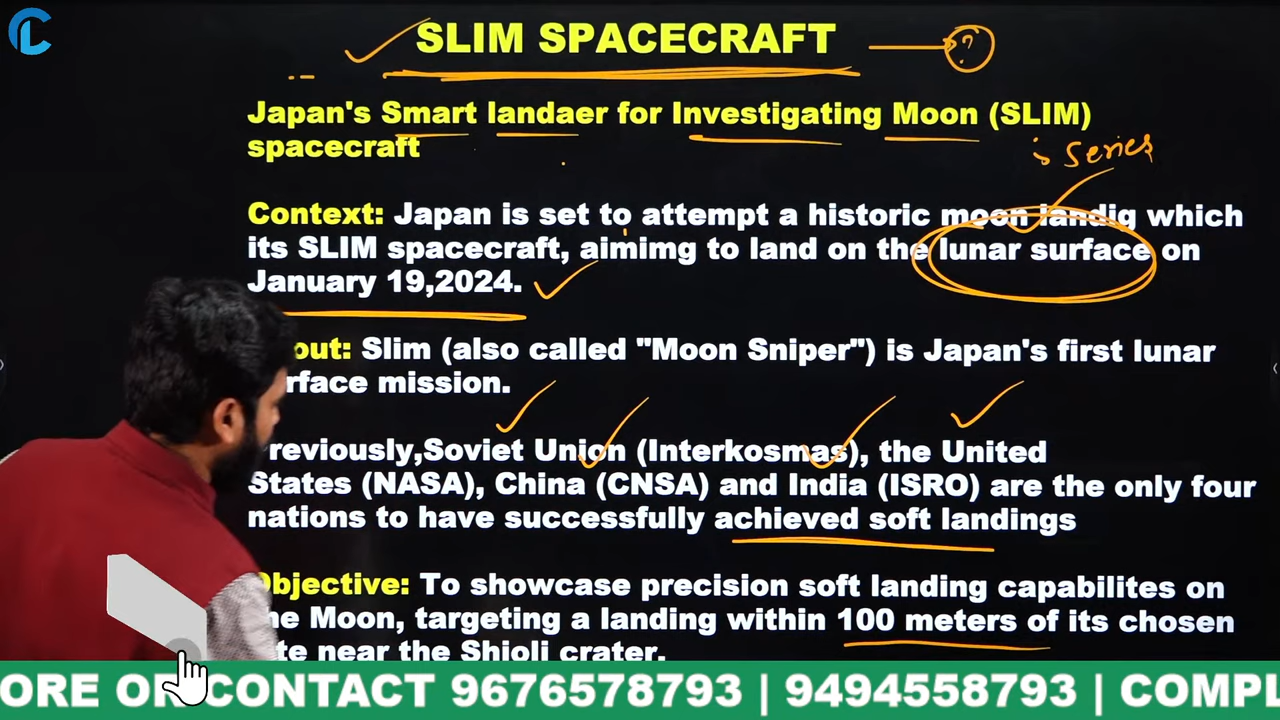 SLIM SPACECRAFT
?
Japan's Smart landaer for Investigating Moon (SLIM)
spacecraft
series
Context: Japan is set to attempt a historic moon landig which
its SLIM spacecraft, aimimg to land on the lunar surface on
January 19,2024.
out: Slim (also called "Moon Sniper") is Japan's first lunar
rface mission.
reviously,Soviet Union (Interkosmas), the United
States (NASA), China (CNSA) and India (ISRO) are the only four
nations to have successfully achieved soft landings
Objective: To showcase precision soft landing capabilites on
he Moon, targeting a landing within 100 meters of its chosen
te near the Shioli crater.
ORE OR CONTACT 9676578793 | 9494558793 | COMPL